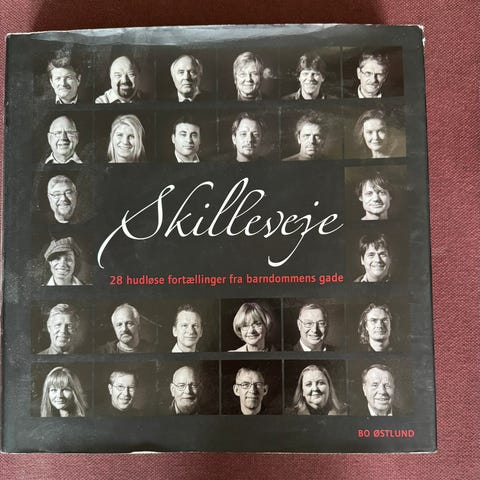 Skilleveje
28 hudløse fortællinger fra barndommens gade
BO ØSTLUND